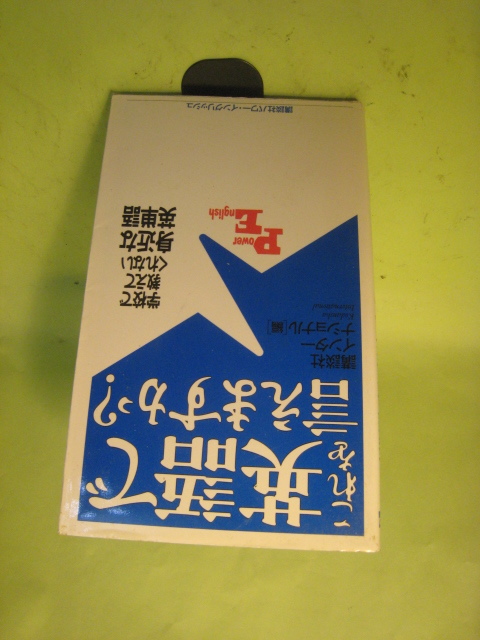 これを
英語で
言えますか?
講談社
インター
ナショナル[編]
Kodansha
International
学校で
教えて
くれない
身近な
英単語
Power
English
講談社パワー・イングリッシュ